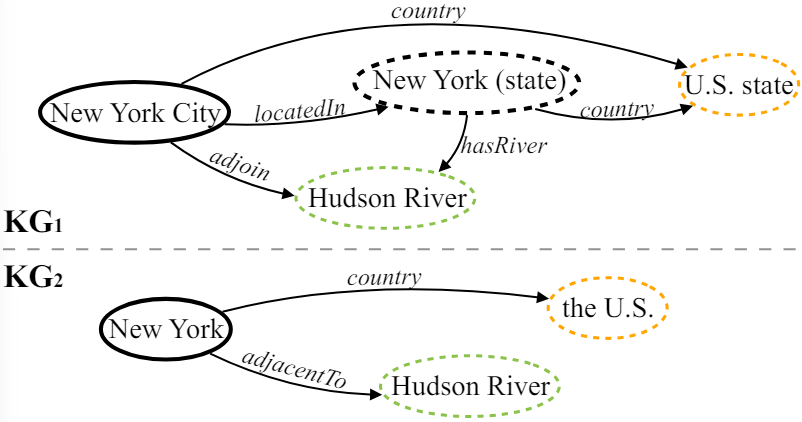 country
New York (state)
U.S. state
New York City
locatedIn
country
hasRiver
adjoin
Hudson River
KG1
KG2
country
the U.S.
New York
adjacentTo
Hudson River